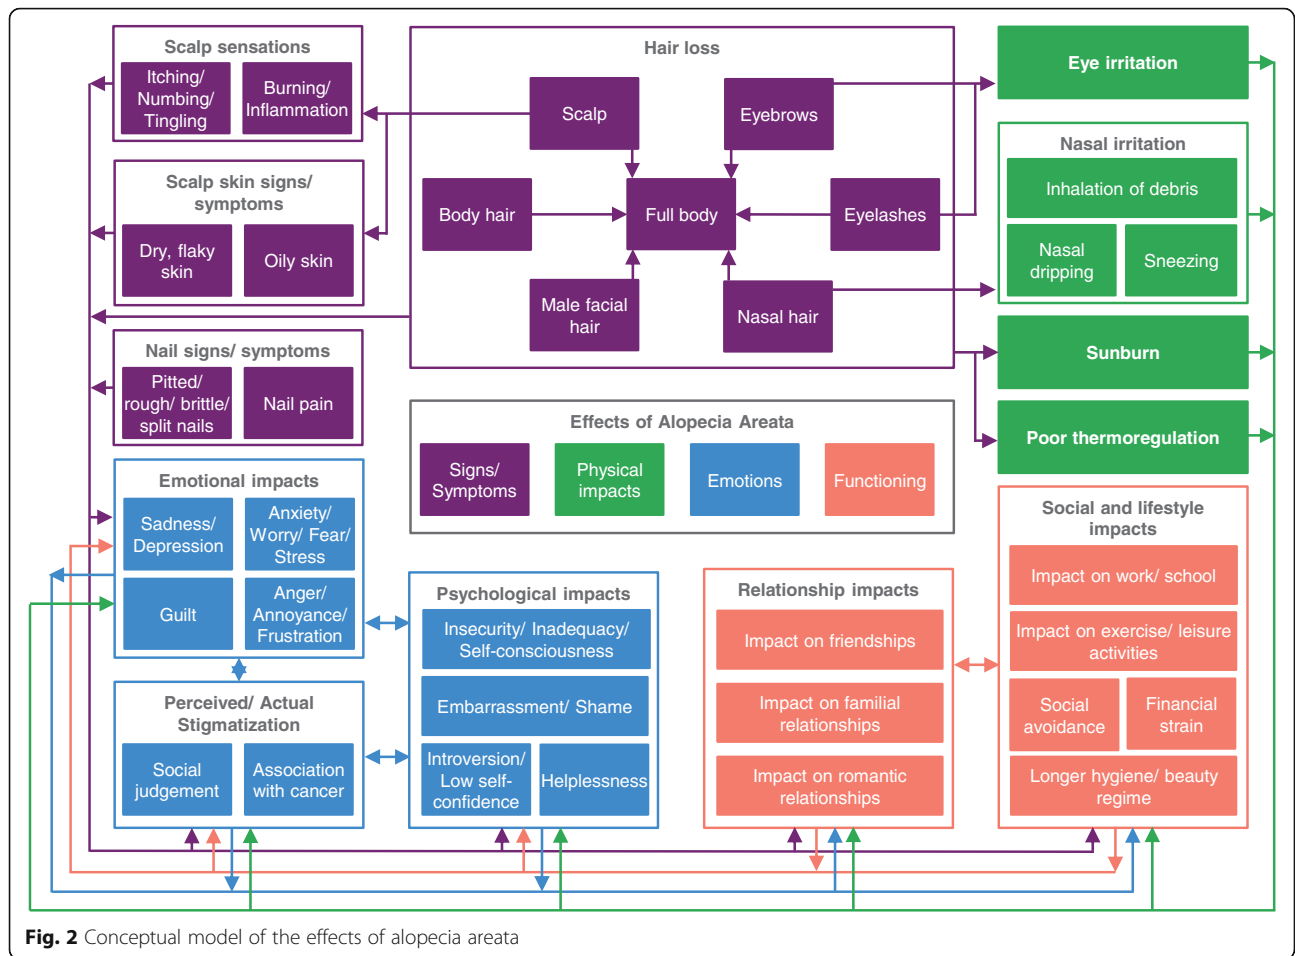 Scalp sensations
Itching/
Numbing/
Tingling
Burning/
Inflammation
Scalp skin signs/
symptoms
Dry, flaky
skin
Oily skin
Nail signs/ symptoms
Pitted/
rough/ brittle/
split nails
Nail pain
Hair loss
Scalp
Eyebrows
Body hair
Full body
Eyelashes
Male facial
hair
Nasal hair
Eye irritation
Nasal irritation
Inhalation of debris
Nasal
dripping
Sneezing
Sunburn
Poor thermoregulation
Effects of Alopecia Areata
Signs/
Symptoms
Physical
impacts
Emotions
Functioning
Emotional impacts
Sadness/
Depression
Anxiety/
Worry/ Fear/
Stress
Guilt
Anger/
Annoyance/
Frustration
Perceived/ Actual
Stigmatization
Social
judgement
Association
with cancer
Psychological impacts
Insecurity/ Inadequacy/
Self-consciousness
Embarrassment/ Shame
Introversion/
Low self-
confidence
Helplessness
Relationship impacts
Impact on friendships
Impact on familial
relationships
Impact on romantic
relationships
Social and lifestyle
impacts
Impact on work/ school
Impact on exercise/ leisure
activities
Social
avoidance
Financial
strain
Longer hygiene/ beauty
regime
Fig. 2 Conceptual model of the effects of alopecia areata